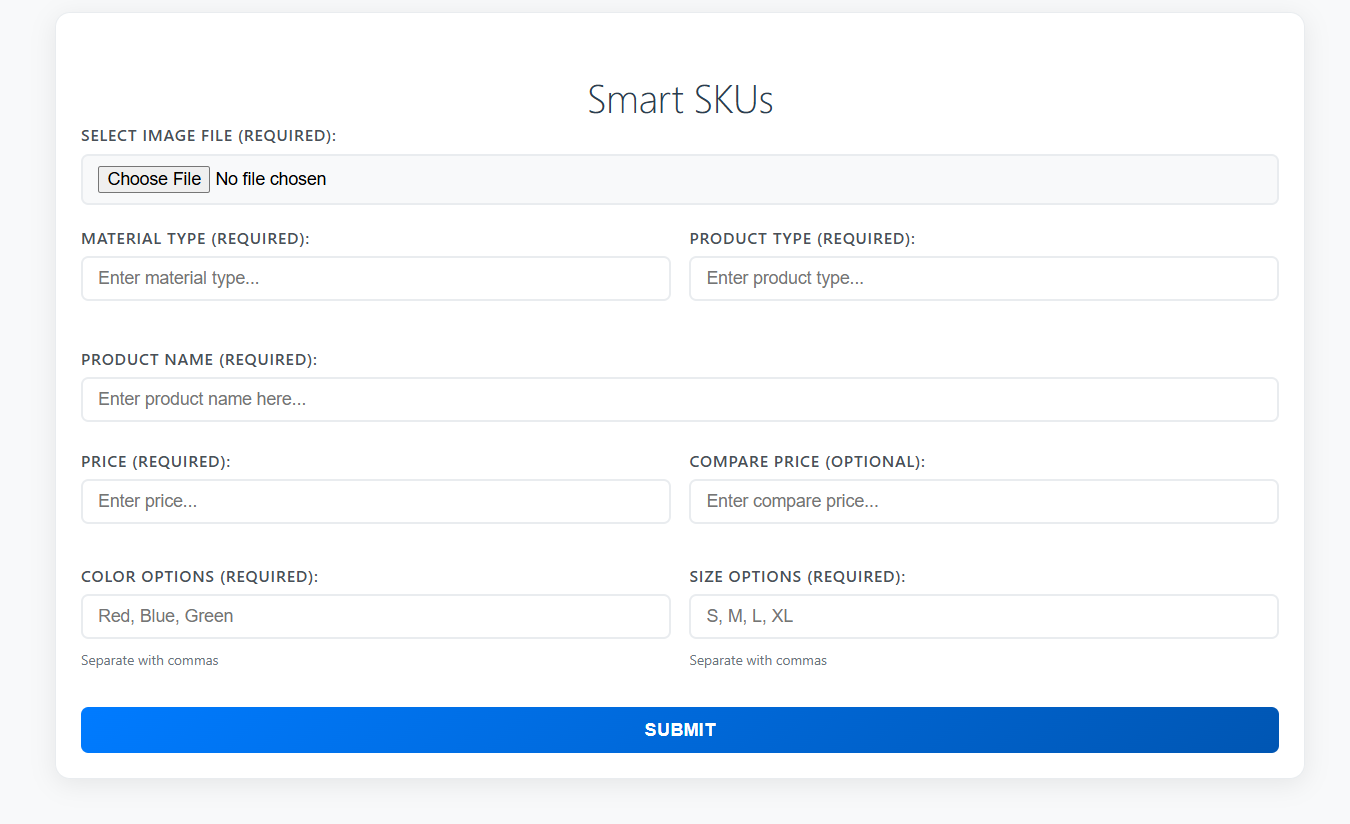 Smart SKUs
SELECT IMAGE FILE (REQUIRED):
Choose File No file chosen
MATERIAL TYPE (REQUIRED): PRODUCT TYPE (REQUIRED):
Enter material type... Enter product type...
PRODUCT NAME (REQUIRED):
Enter product name here...
PRICE (REQUIRED): COMPARE PRICE (OPTIONAL):
Enter price... Enter compare price...
COLOR OPTIONS (REQUIRED): SIZE OPTIONS (REQUIRED):
Red, Blue, Green S, M, L, XL
Separate with commas Separate with commas
SUBMIT